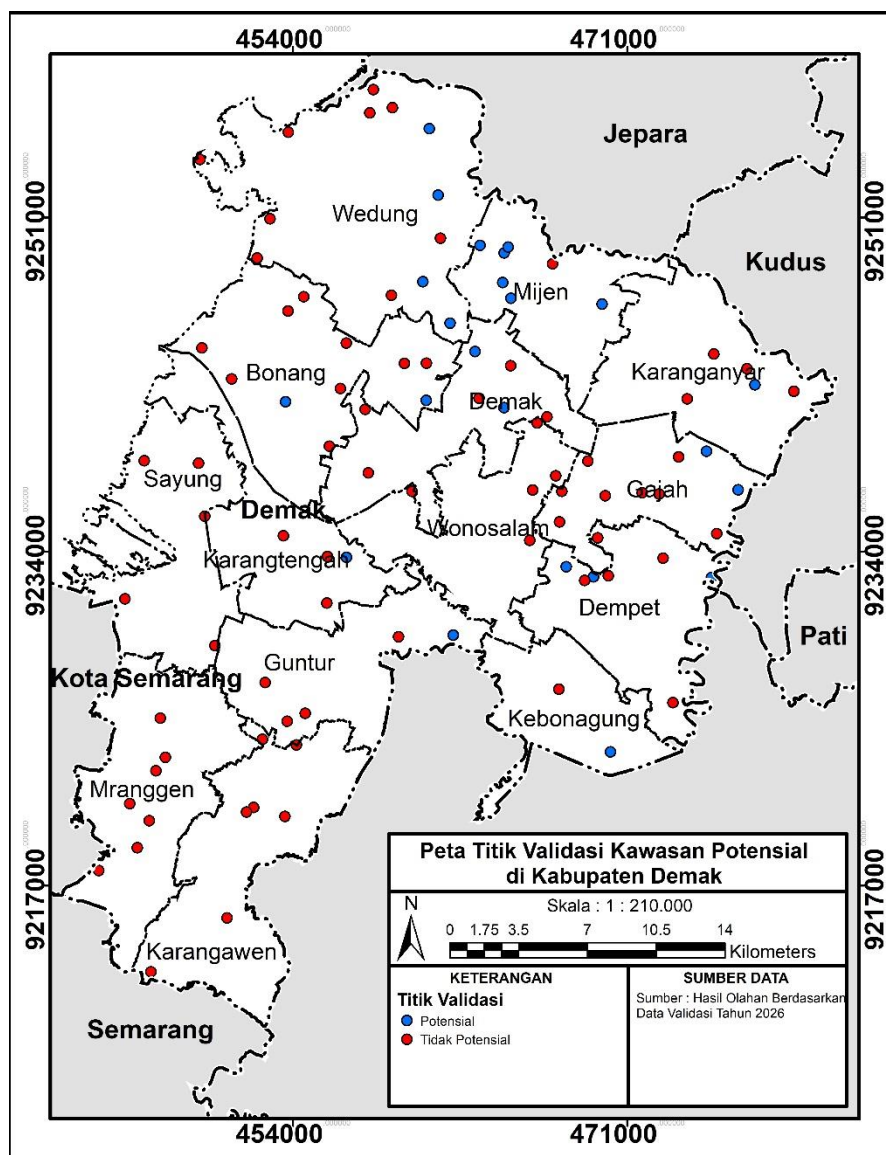 454000
471000
9251000
9234000
9217000
9251000
9234000
9217000
Jepara
Wedung
Kudus
Mijen
Karanganyar
Bonang
Demak
Sayung
Gajah
Demak
Wonosalam
Karangtengah
Dempet
Pati
Guntur
Kota Semarang
Kebonagung
Mranggen
Karangawen
Semarang
Peta Titik Validasi Kawasan Potensial
di Kabupaten Demak
Skala : 1 : 210.000
N
0 1.75 3.5 7 10.5 14
Kilometers
KETERANGAN
Titik Validasi
Potensial
Tidak Potensial
SUMBER DATA
Sumber : Hasil Olahan Berdasarkan
Data Validasi Tahun 2026
454000
471000